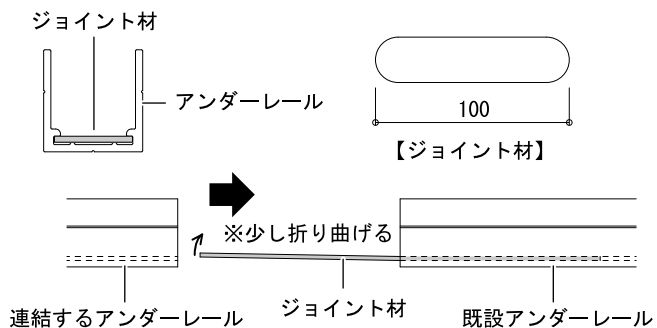 ジョイント材
アンダーレール
100
【ジョイント材】
※少し折り曲げる
連結するアンダーレール
ジョイント材
既設アンダーレール